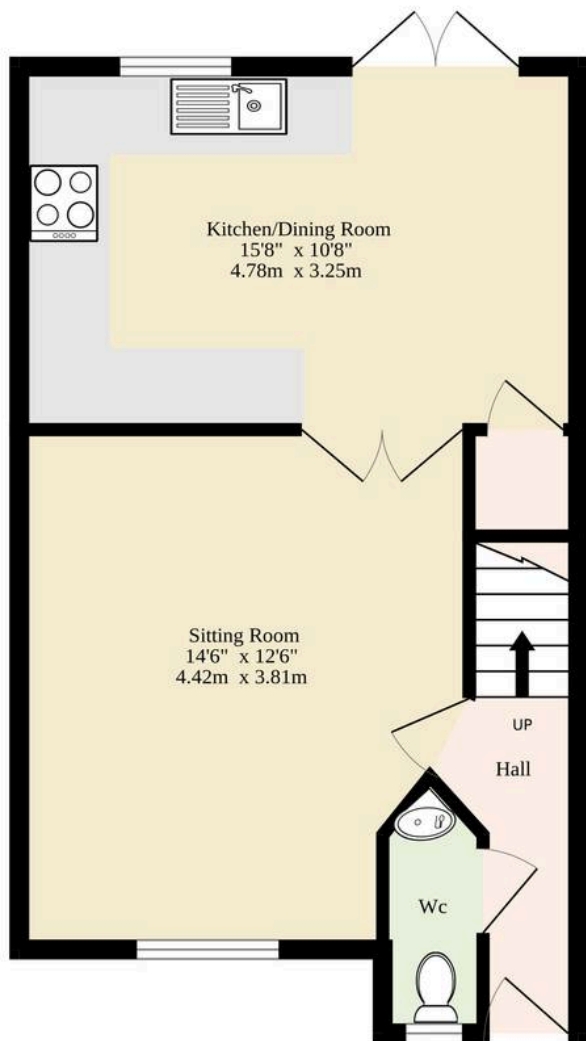 Kitchen/Dining Room
15'8" x 10'8"
4.78m x 3.25m
Sitting Room
14'6" x 12'6"
4.42m x 3.81m
UP
Hall
Wc